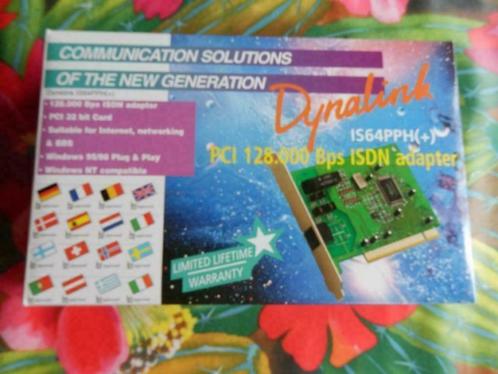 COMMUNICATION SOLUTIONS
OF THE NEW GENERATION
Dynalink IS64PPH(+)
- 128.000 Bps ISDN adapter
- PCI 32 bit Card
- Suitable for Internet, networking
& BBS
- Windows 95/98 Plug & Play
- Windows NT compatible
Dynalink
IS64PPH(+)
PCI 128.000 Bps ISDN adapter
LIMITED LIFETIME
WARRANTY